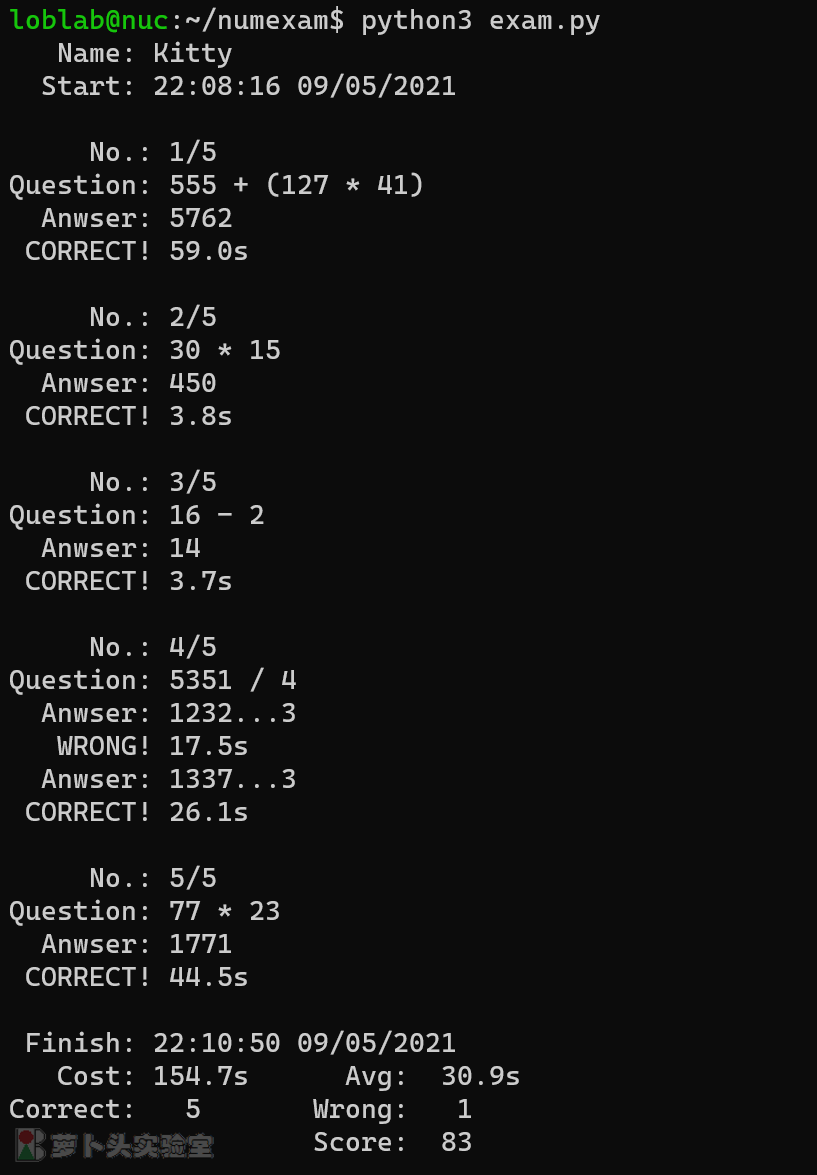 loblab@nuc:~/numexam$ python3 exam.py
Name: Kitty
Start: 22:08:16 09/05/2021
No.: 1/5
Question: 555 + (127 * 41)
Anwser: 5762
CORRECT! 59.0s
No.: 2/5
Question: 30 * 15
Anwser: 450
CORRECT! 3.8s
No.: 3/5
Question: 16 - 2
Anwser: 14
CORRECT! 3.7s
No.: 4/5
Question: 5351 / 4
Anwser: 1232...3
WRONG! 17.5s
Anwser: 1337...3
CORRECT! 26.1s
No.: 5/5
Question: 77 * 23
Anwser: 1771
CORRECT! 44.5s
Finish: 22:10:50 09/05/2021
Cost: 154.7s Avg: 30.9s
Correct: 5 Wrong: 1
萝卜头实验室 Score: 83